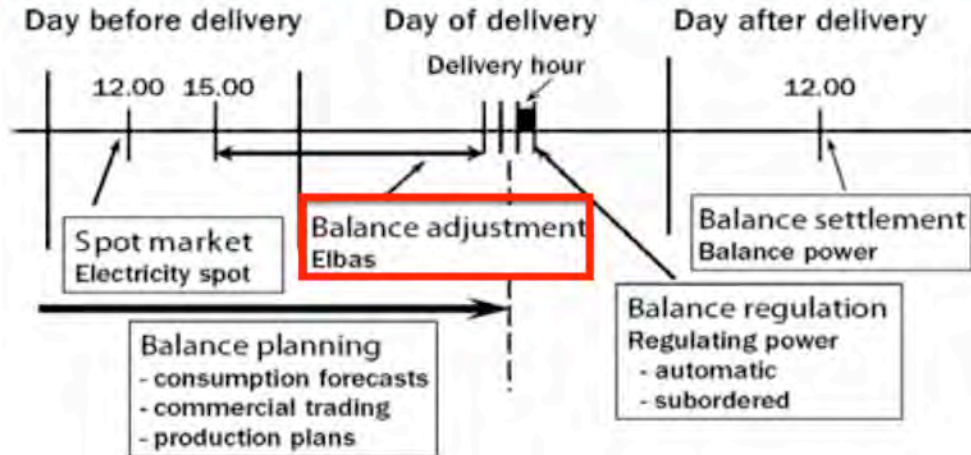 Day before delivery
Day of delivery
Day after delivery
Delivery hour
12.00
15.00
12.00
Spot market
Electricity spot
Balance adjustment
Elbas
Balance settlement
Balance power
Balance planning
- consumption forecasts
- commercial trading
- production plans
Balance regulation
Regulating power
- automatic
- subordered